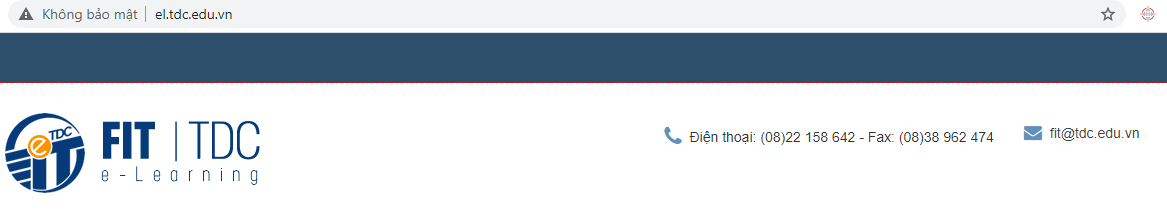 Không bảo mật el.tdc.edu.vn
e TDC
IT
FIT | TDC
e-Learning
Điện thoại: (08)22 158 642 - Fax: (08)38 962 474
fit@tdc.edu.vn